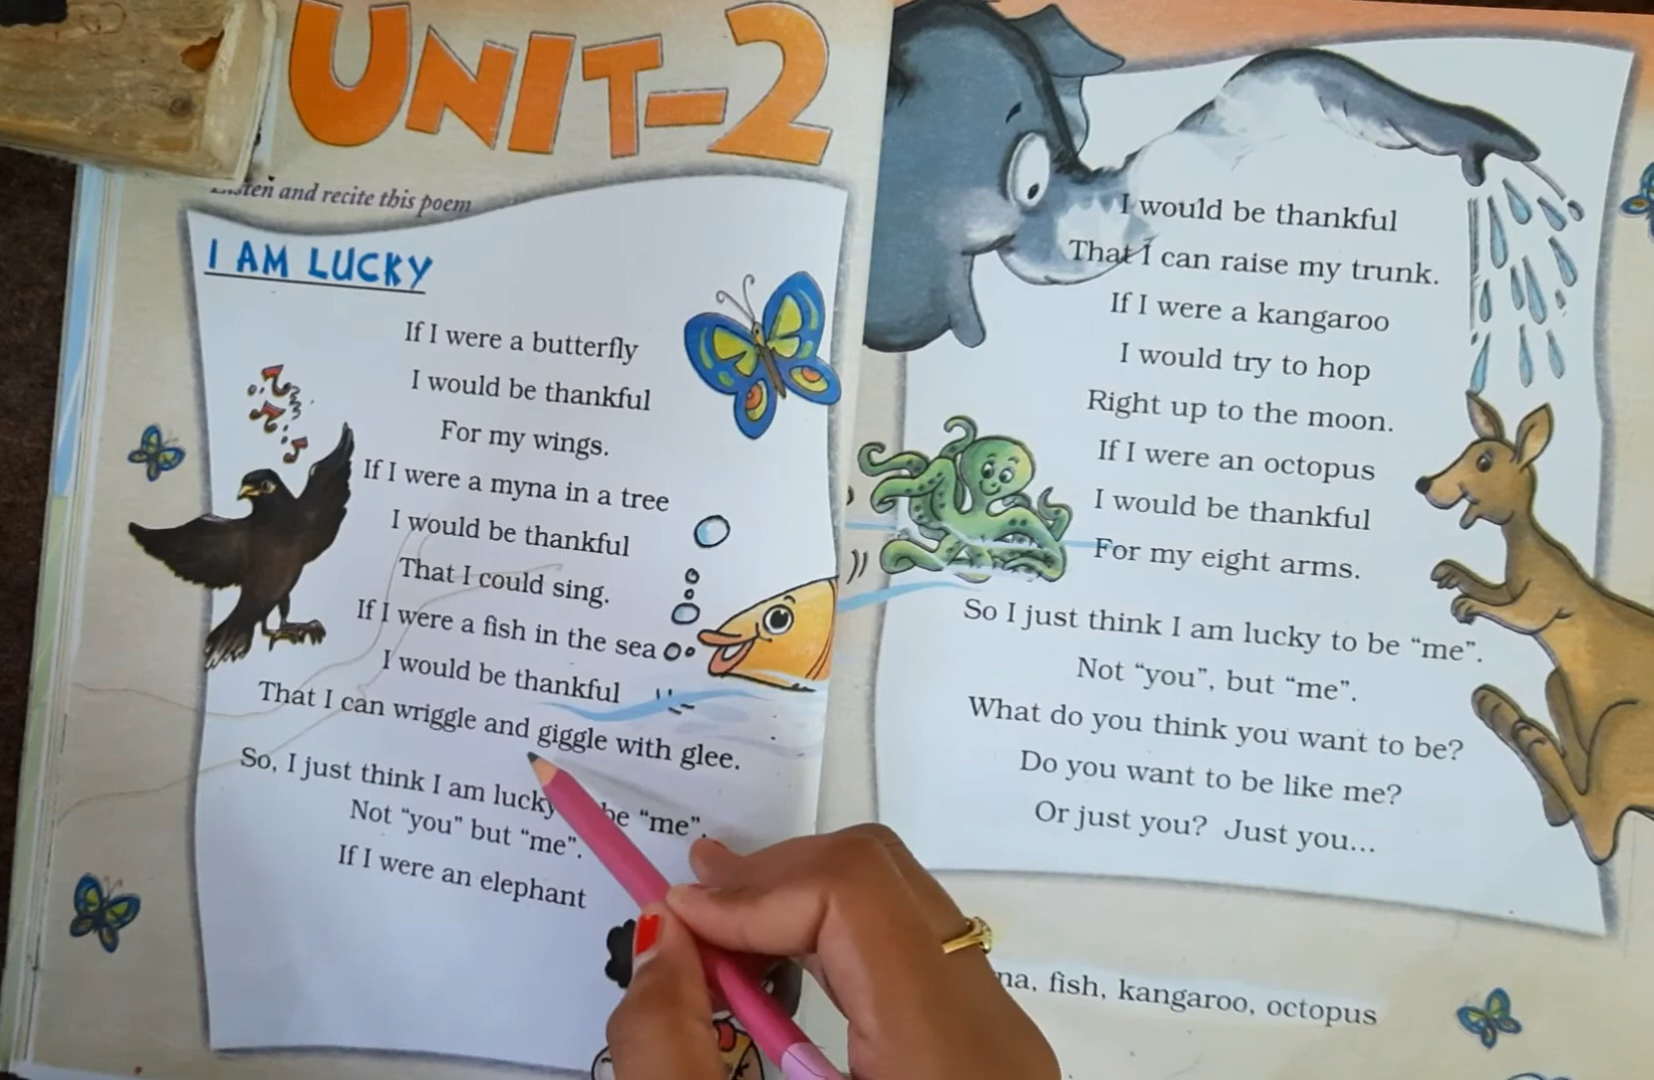 UNIT-2
and recite this poem
I AM LUCKY
If I were a butterfly
I would be thankful
For my wings.
If I were a myna in a tree
I would be thankful
That I could sing.
If I were a fish in the sea
I would be thankful
That I can wriggle and giggle with glee.
So, I just think I am lucky be “me”.
Not “you” but “me”.
If I were an elephant
I would be thankful
That I can raise my trunk.
If I were a kangaroo
I would try to hop
Right up to the moon.
If I were an octopus
I would be thankful
For my eight arms.
So I just think I am lucky to be “me”.
Not “you”, but “me”.
What do you think you want to be?
Do you want to be like me?
Or just you? Just you...
fish, kangaroo, octopus